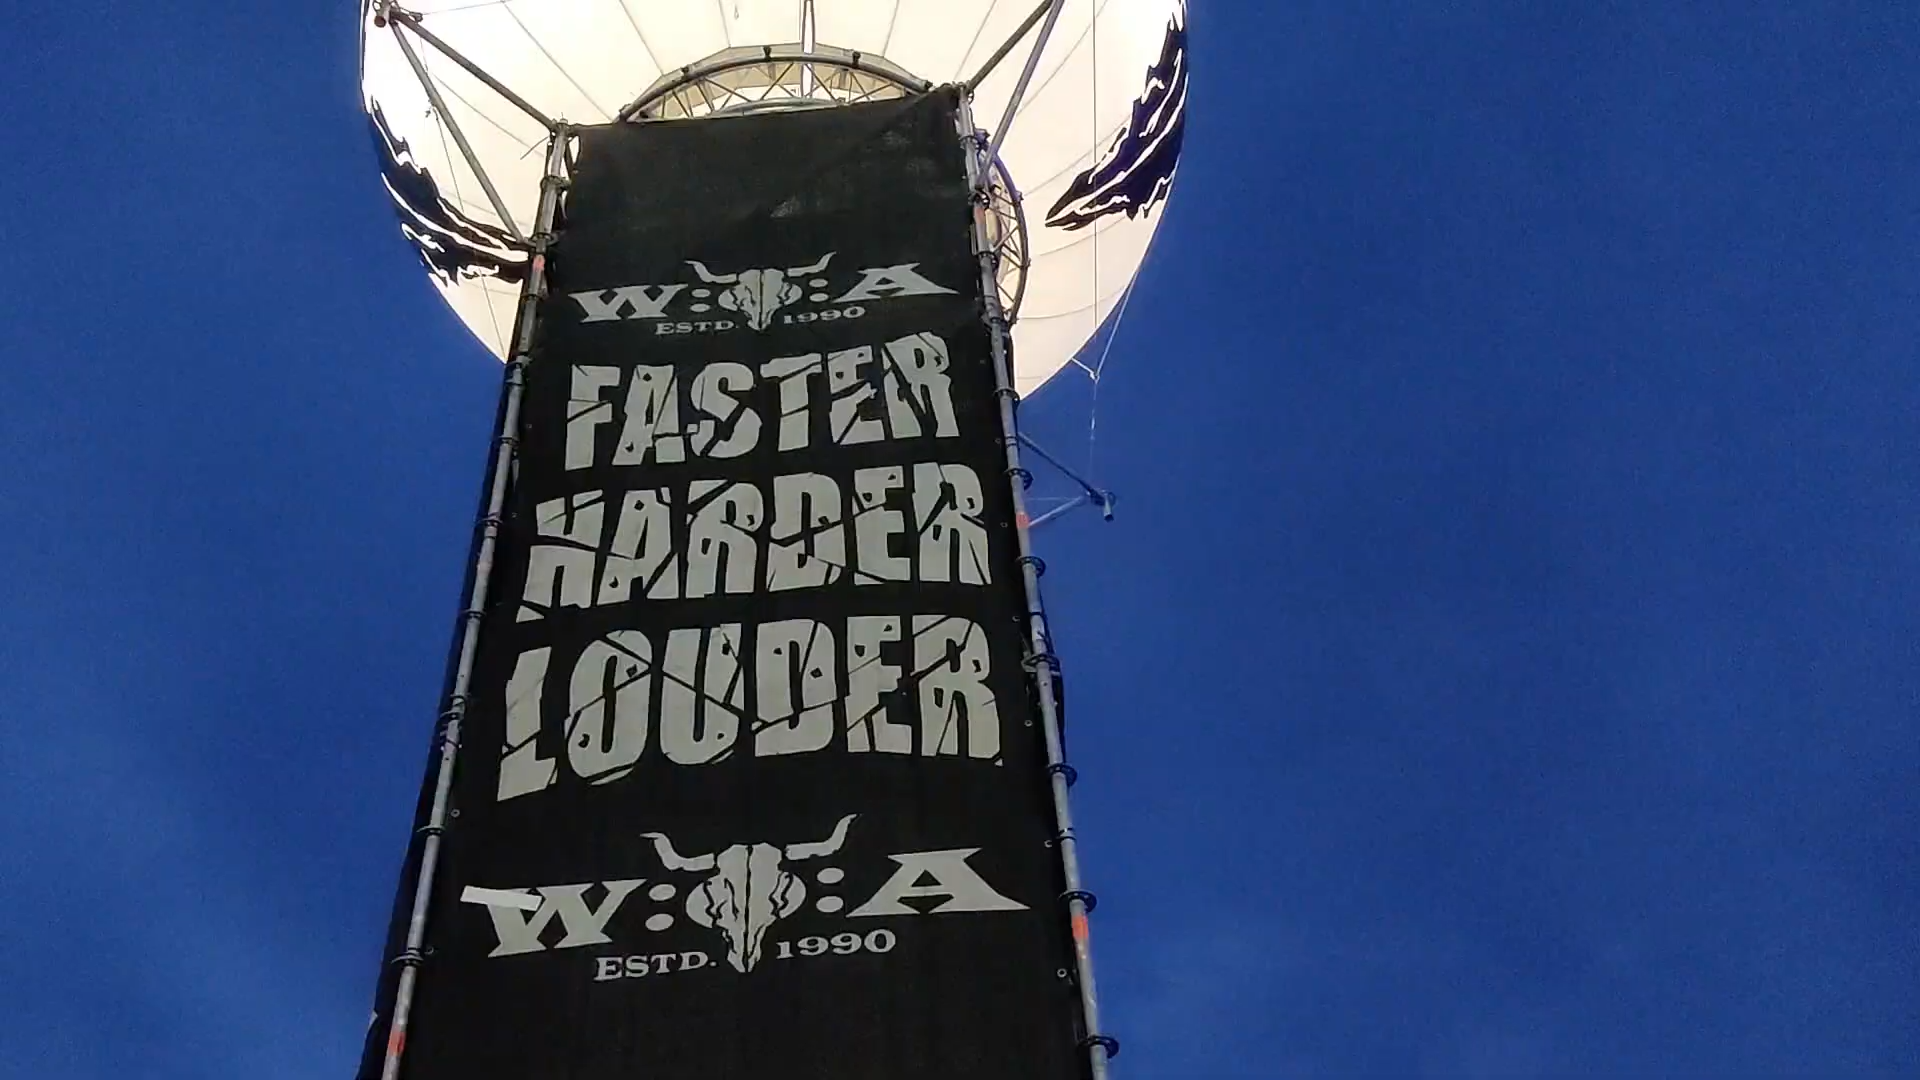 W:O:A
ESTD. 1990
FASTER
HARDER
LOUDER
W:O:A
ESTD. 1990